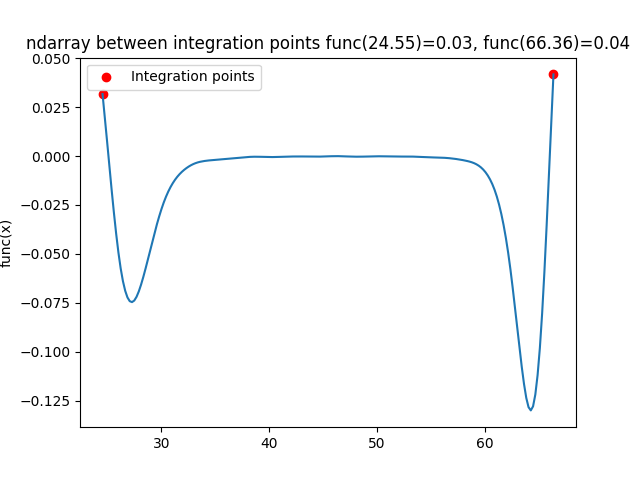 ndarray between integration points func(24.55)=0.03, func(66.36)=0.04
Integration points
func(x)
0.050
0.025
0.000
−0.025
−0.050
−0.075
−0.100
−0.125
30 40 50 60